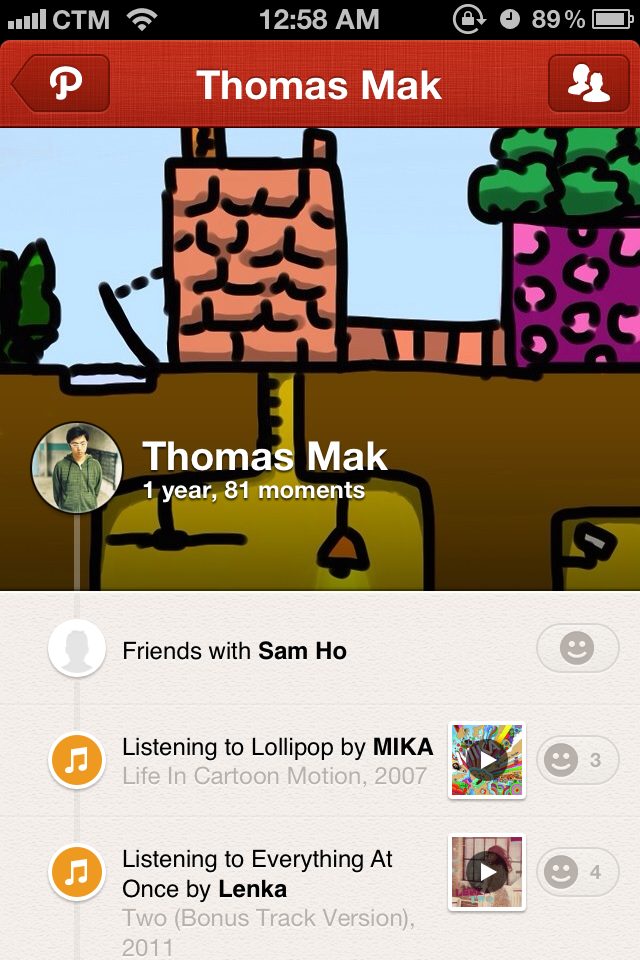 CTM 12:58 AM 89%
Thomas Mak
Thomas Mak
1 year, 81 moments
Friends with Sam Ho
Listening to Lollipop by MIKA
Life In Cartoon Motion, 2007
3
Listening to Everything At
Once by Lenka
Two (Bonus Track Version),
2011
4